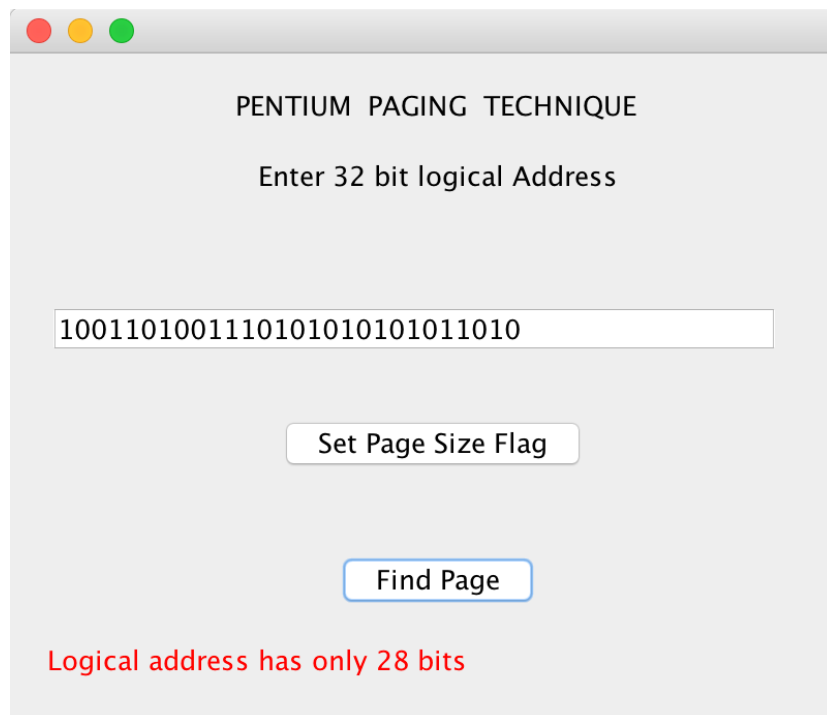 PENTIUM PAGING TECHNIQUE
Enter 32 bit logical Address
1001101001110101010101011010
Set Page Size Flag
Find Page
Logical address has only 28 bits